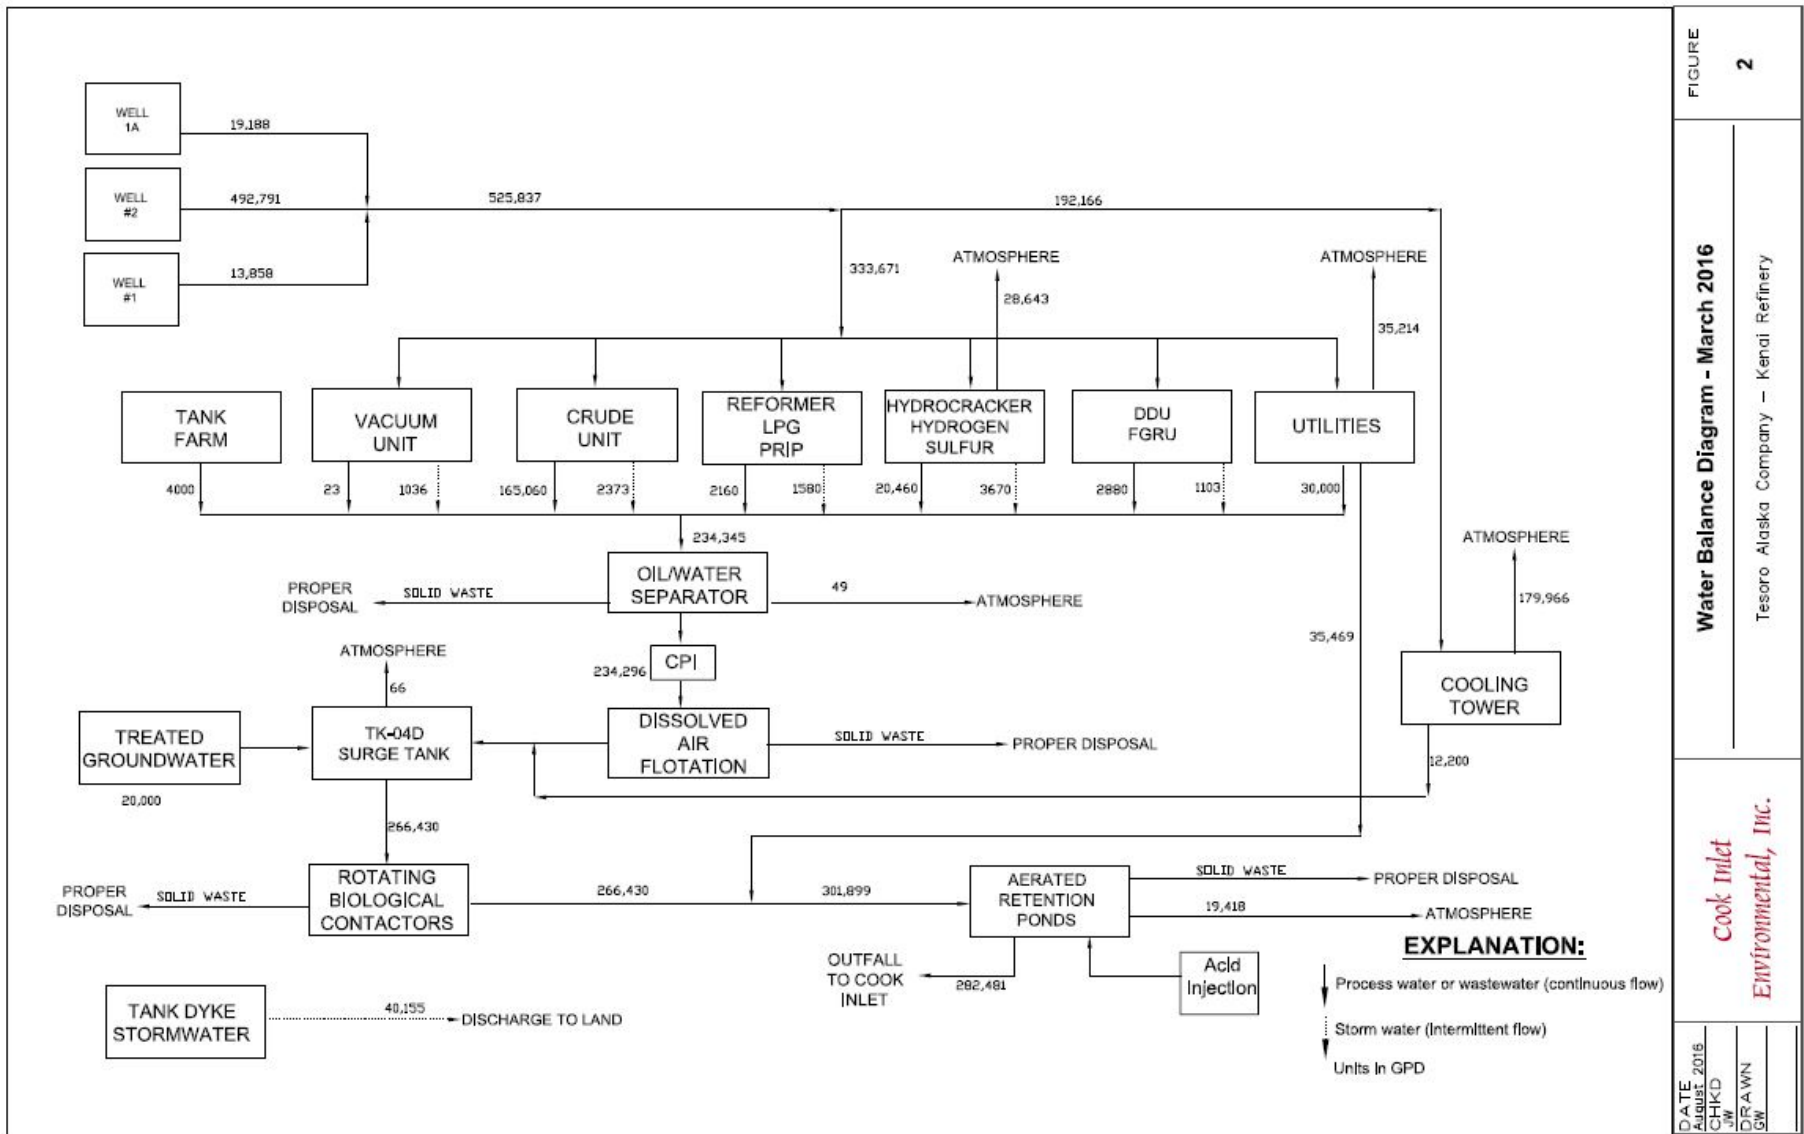 WELL
1A
19,188
WELL
#2
492,791
525,837
192,166
WELL
#1
13,858
333,671
ATMOSPHERE
28,643
ATMOSPHERE
35,214
TANK
FARM
VACUUM
UNIT
CRUDE
UNIT
REFORMER
LPG
PRIP
HYDROCRACKER
HYDROGEN
SULFUR
DDU
FGRU
UTILITIES
4000
23
1036
165,060
2373
2160
1580
20,460
3670
2880
1103
30,000
234,345
OIL/WATER
SEPARATOR
PROPER
DISPOSAL
SOLID WASTE
49
ATMOSPHERE
ATMOSPHERE
179,966
35,469
CPI
234,296
ATMOSPHERE
66
COOLING
TOWER
TREATED
GROUNDWATER
20,000
TK-04D
SURGE TANK
DISSOLVED
AIR
FLOTATION
SOLID WASTE
PROPER DISPOSAL
12,200
266,430
PROPER
DISPOSAL
SOLID WASTE
ROTATING
BIOLOGICAL
CONTACTORS
266,430
301,899
AERATED
RETENTION
PONDS
SOLID WASTE
PROPER DISPOSAL
19,418
ATMOSPHERE
OUTFALL
TO COOK
INLET
282,481
Acid
Injection
TANK DYKE
STORMWATER
40,155
DISCHARGE TO LAND
EXPLANATION:
Process water or wastewater (continuous flow)
Storm water (Intermittent flow)
Units in GPD
FIGURE
2
Water Balance Diagram - March 2016
Tesoro Alaska Company - Kenai Refinery
Cook Inlet
Environmental, Inc.
DATE
August 2016
CHKD
JW
DRAWN
GW